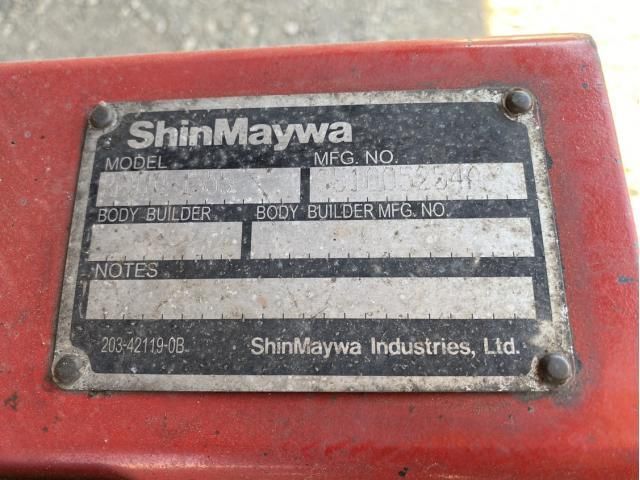 ShinMaywa
MODEL MFG. NO.
BODY BUILDER BODY BUILDER MFG. NO.
NOTES
203-42119-0B ShinMaywa Industries, Ltd.